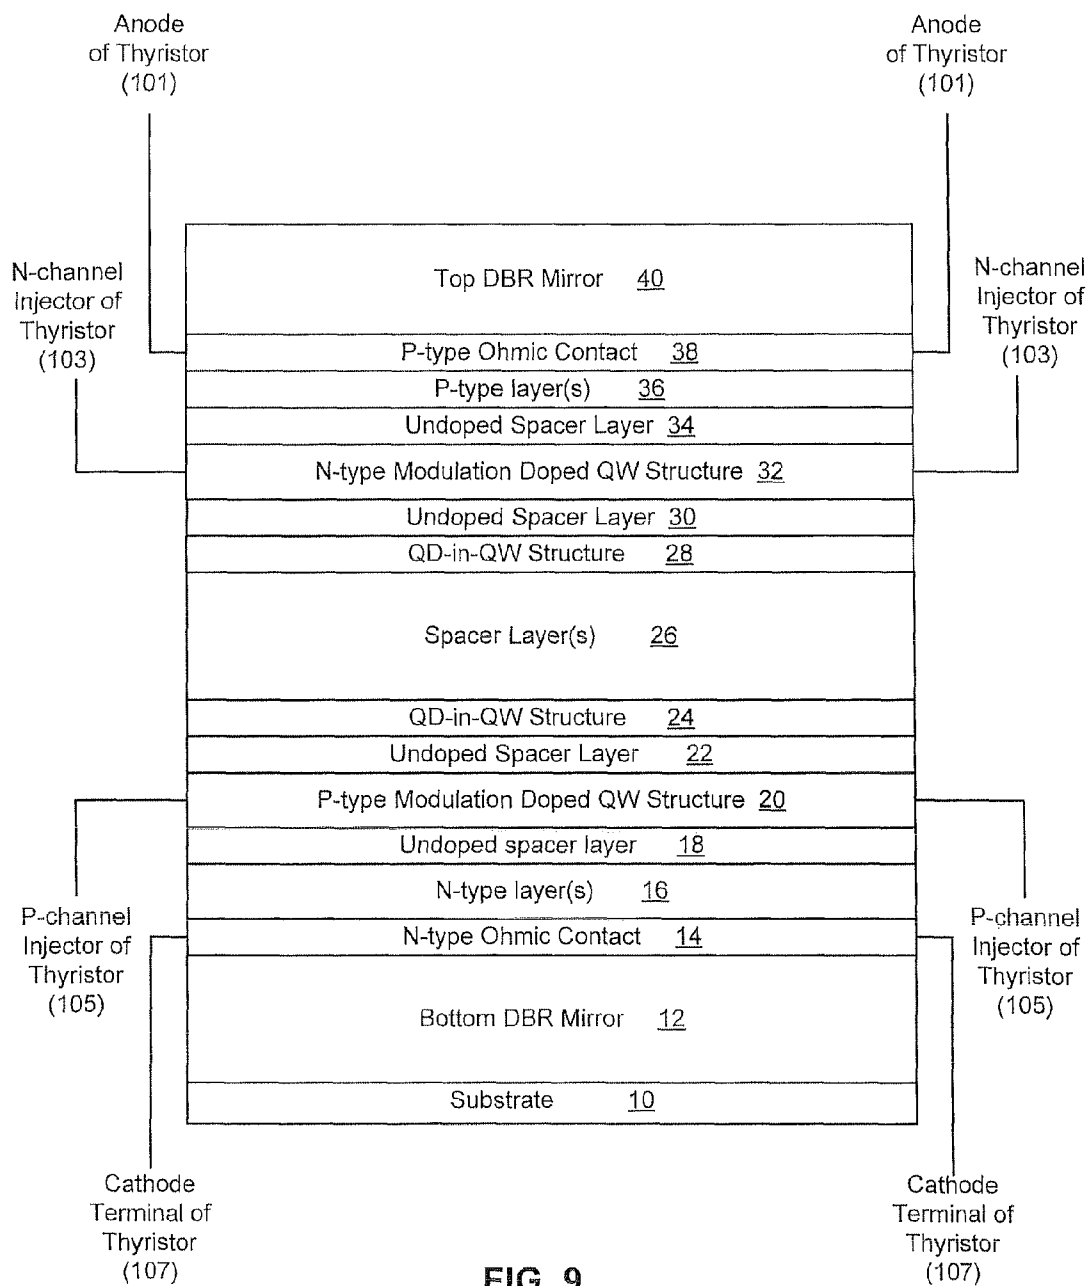 Anode
of Thyristor
(101)
Anode
of Thyristor
(101)
N-channel
Injector of
Thyristor
(103)
N-channel
Injector of
Thyristor
(103)
Top DBR Mirror 40
P-type Ohmic Contact 38
P-type layer(s) 36
Undoped Spacer Layer 34
N-type Modulation Doped QW Structure 32
Undoped Spacer Layer 30
QD-in-QW Structure 28
Spacer Layer(s) 26
QD-in-QW Structure 24
Undoped Spacer Layer 22
P-type Modulation Doped QW Structure 20
Undoped spacer layer 18
N-type layer(s) 16
N-type Ohmic Contact 14
Bottom DBR Mirror 12
Substrate 10
P-channel
Injector of
Thyristor
(105)
P-channel
Injector of
Thyristor
(105)
Cathode
Terminal of
Thyristor
(107)
Cathode
Terminal of
Thyristor
(107)
FIG. 9